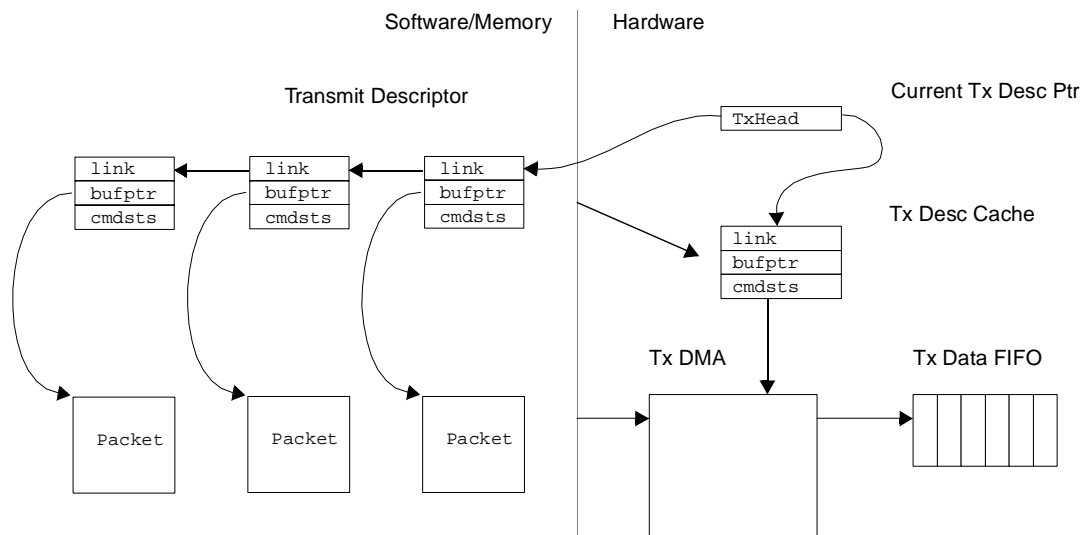 Software/Memory
Hardware
Transmit Descriptor
Current Tx Desc Ptr
TxHead
link
bufptr
cmdsts
link
bufptr
cmdsts
link
bufptr
cmdsts
Tx Desc Cache
link
bufptr
cmdsts
Tx DMA
Tx Data FIFO
Packet
Packet
Packet